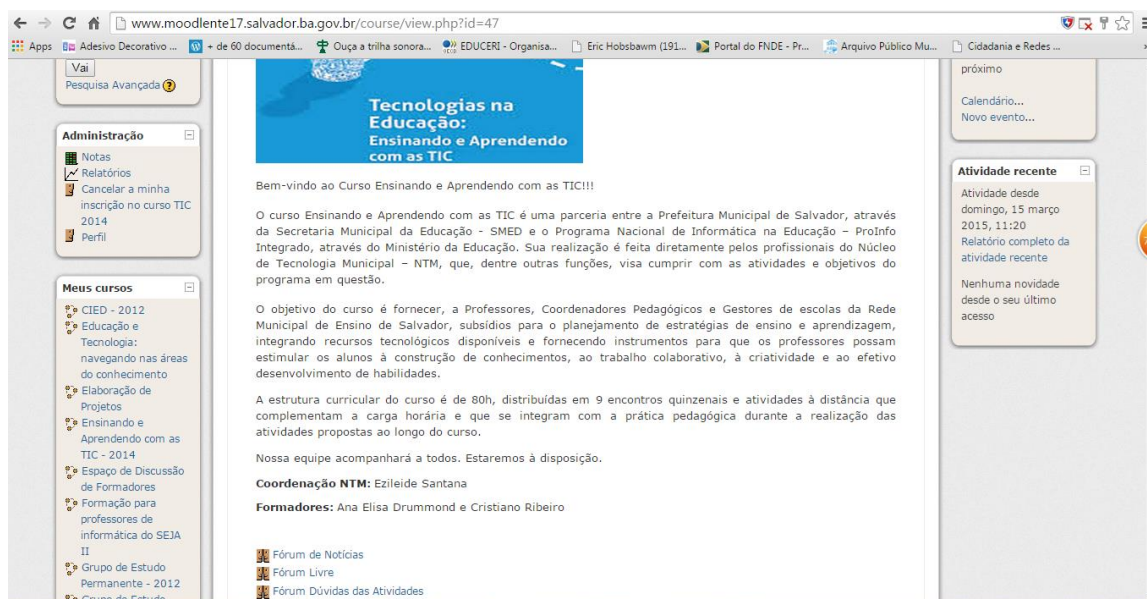 www.moodlente17.salvador.ba.gov.br/course/view.php?id=47
Apps
Adesivo Decorativo ...
+ de 60 documentá...
Ouça a trilha sonora...
EDUCERI - Organisa...
Eric Hobsbawm (191...
Portal do FNDE - Pr...
Arquivo Público Mu...
Cidadania e Redes ...
Vai
Pesquisa Avançada
Administração
Notas
Relatórios
Cancelar a minha
inscrição no curso TIC
2014
Perfil
Meus cursos
CIED - 2012
Educação e
Tecnologia:
navegando nas áreas
do conhecimento
Elaboração de
Projetos
Ensinando e
Aprendendo com as
TIC - 2014
Espaço de Discussão
de Formadores
Formação para
professores de
informática do SEJA
II
Grupo de Estudo
Permanente - 2012
Grupo de Estudo
Tecnologias na
Educação:
Ensinando e Aprendendo
com as TIC
Bem-vindo ao Curso Ensinando e Aprendendo com as TIC!!!
O curso Ensinando e Aprendendo com as TIC é uma parceria entre a Prefeitura Municipal de Salvador, através
da Secretaria Municipal da Educação - SMED e o Programa Nacional de Informática na Educação – ProInfo
Integrado, através do Ministério da Educação. Sua realização é feita diretamente pelos profissionais do Núcleo
de Tecnologia Municipal – NTM, que, dentre outras funções, visa cumprir com as atividades e objetivos do
programa em questão.
O objetivo do curso é fornecer, a Professores, Coordenadores Pedagógicos e Gestores de escolas da Rede
Municipal de Ensino de Salvador, subsídios para o planejamento de estratégias de ensino e aprendizagem,
integrando recursos tecnológicos disponíveis e fornecendo instrumentos para que os professores possam
estimular os alunos à construção de conhecimentos, ao trabalho colaborativo, à criatividade e ao efetivo
desenvolvimento de habilidades.
A estrutura curricular do curso é de 80h, distribuídas em 9 encontros quinzenais e atividades à distância que
complementam a carga horária e que se integram com a prática pedagógica durante a realização das
atividades propostas ao longo do curso.
Nossa equipe acompanhará a todos. Estaremos à disposição.
Coordenação NTM: Ezileide Santana
Formadores: Ana Elisa Drummond e Cristiano Ribeiro
Fórum de Notícias
Fórum Livre
Fórum Dúvidas das Atividades
próximo
Calendário...
Novo evento...
Atividade recente
Atividade desde
domingo, 15 março
2015, 11:20
Relatório completo da
atividade recente
Nenhuma novidade
desde o seu último
acesso